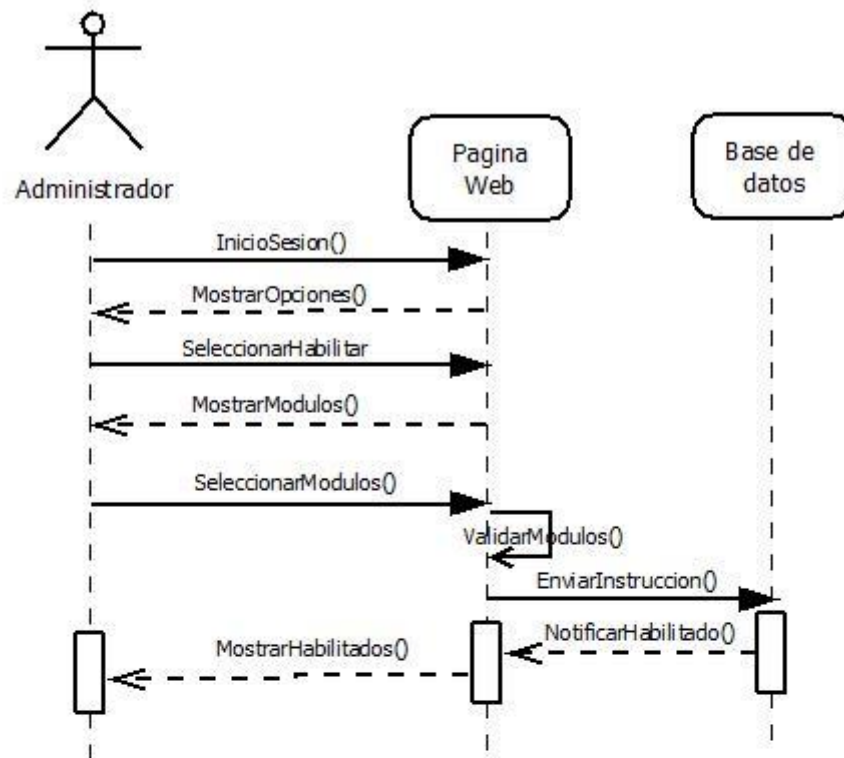 Administrador
Pagina
Web
Base de
datos
InicioSesion()
MostrarOpciones()
SeleccionarHabilitar
MostrarModulos()
SeleccionarModulos()
ValidarModulos()
EnviarInstruccion()
NotificarHabilitado()
MostrarHabilitados()